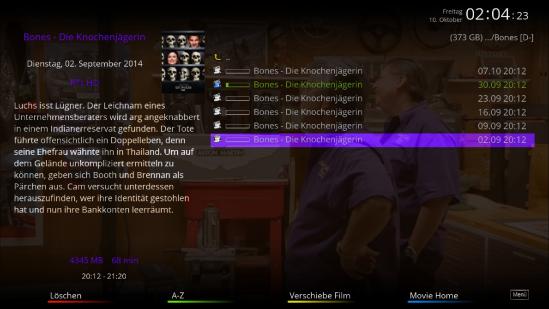 Freitag
10. Oktober
02:04:23
Bones - Die Knochenjägerin
(373 GB) .../Bones [D-]
Dienstag, 02. September 2014
RTL HD
Luchs isst Lügner. Der Leichnam eines
Unternehmensberaters wird arg angeknabbert
in einem Indianerreservat gefunden. Der Tote
führte offensichtlich ein Doppelleben, denn
seine Ehefrau wähnte ihn in Thailand. Um auf
dem Gelände unkompliziert ermitteln zu
können, geben sich Booth und Brennan als
Pärchen aus. Cam versucht unterdessen
herauszufinden, wer ihre Identität gestohlen
hat und nun ihre Bankkonten leerräumt.
4345 MB 68 min
20:12 - 21:20
..
Bones - Die Knochenjägerin 07.10 20:12
Bones - Die Knochenjägerin 30.09 20:12
Bones - Die Knochenjägerin 23.09 20:12
Bones - Die Knochenjägerin 16.09 20:12
Bones - Die Knochenjägerin 09.09 20:12
Bones - Die Knochenjägerin 02.09 20:12
Löschen
A-Z
Verschiebe Film
Movie Home
Menü